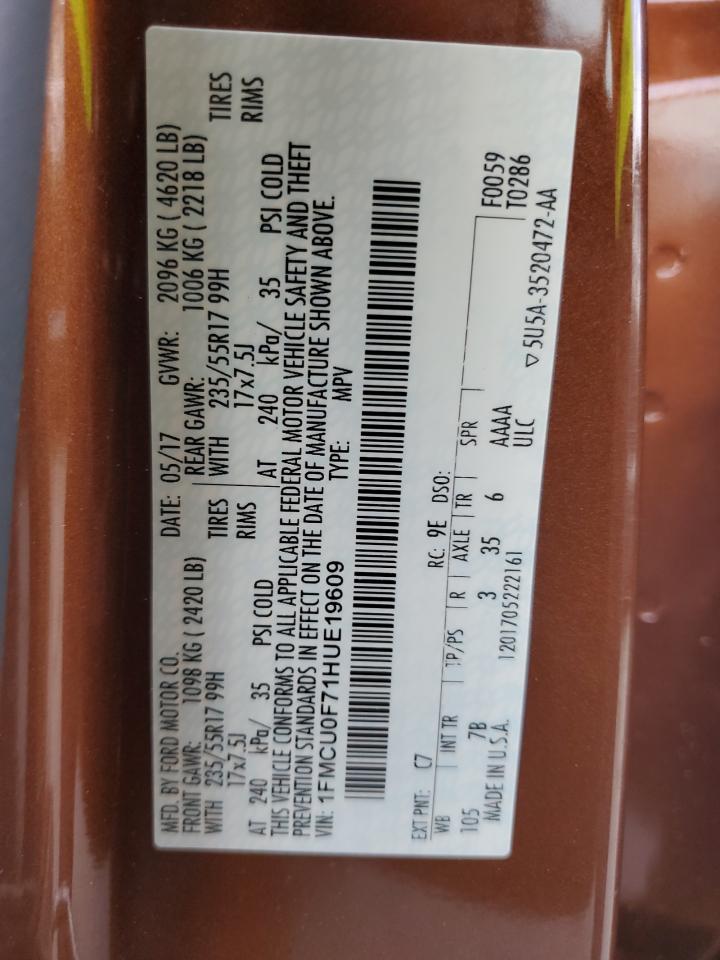 MFD. BY FORD MOTOR CO. DATE: 05/17 GVWR: 2096 KG ( 4620 LB)
FRONT GAWR: 1098 KG ( 2420 LB) REAR GAWR: 1006 KG ( 2218 LB)
WITH 235/55R17 99H TIRES WITH 235/55R17 99H TIRES
17x7.5J RIMS 17x7.5J RIMS
AT 240 kPa/ 35 PSI COLD AT 240 kPa/ 35 PSI COLD
THIS VEHICLE CONFORMS TO ALL APPLICABLE FEDERAL MOTOR VEHICLE SAFETY AND THEFT
PREVENTION STANDARDS IN EFFECT ON THE DATE OF MANUFACTURE SHOWN ABOVE.
VIN: 1FMCU0F71HUE19609 TYPE: MPV
EXT PNT: C7 RC: 9E DSO: F0059
WB INT TR TP/PS R AXLE TR SPR T0286
105 7B 3 35 6 AAAA
MADE IN U.S.A. 1201705222161 ULC
▽5U5A-3520472-AA